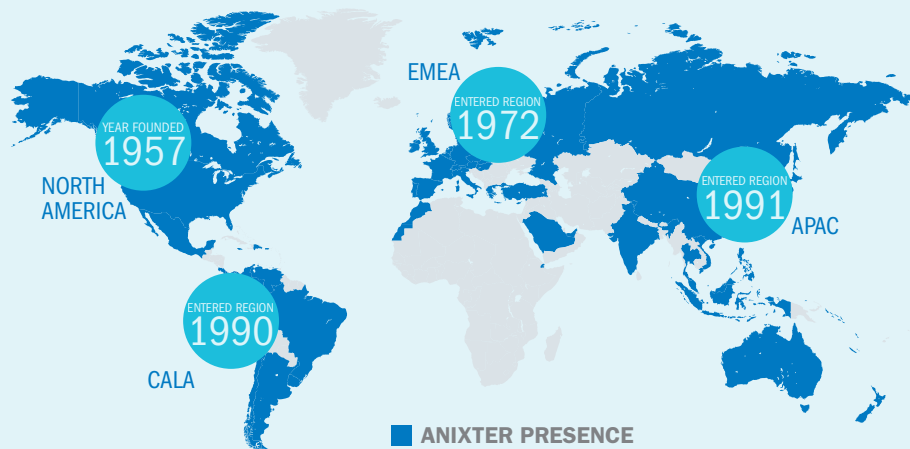 EMEA
ENTERED REGION
1972
YEAR FOUNDED
1957
NORTH
AMERICA
ENTERED REGION
1991
APAC
ENTERED REGION
1990
CALA
ANIXTER PRESENCE